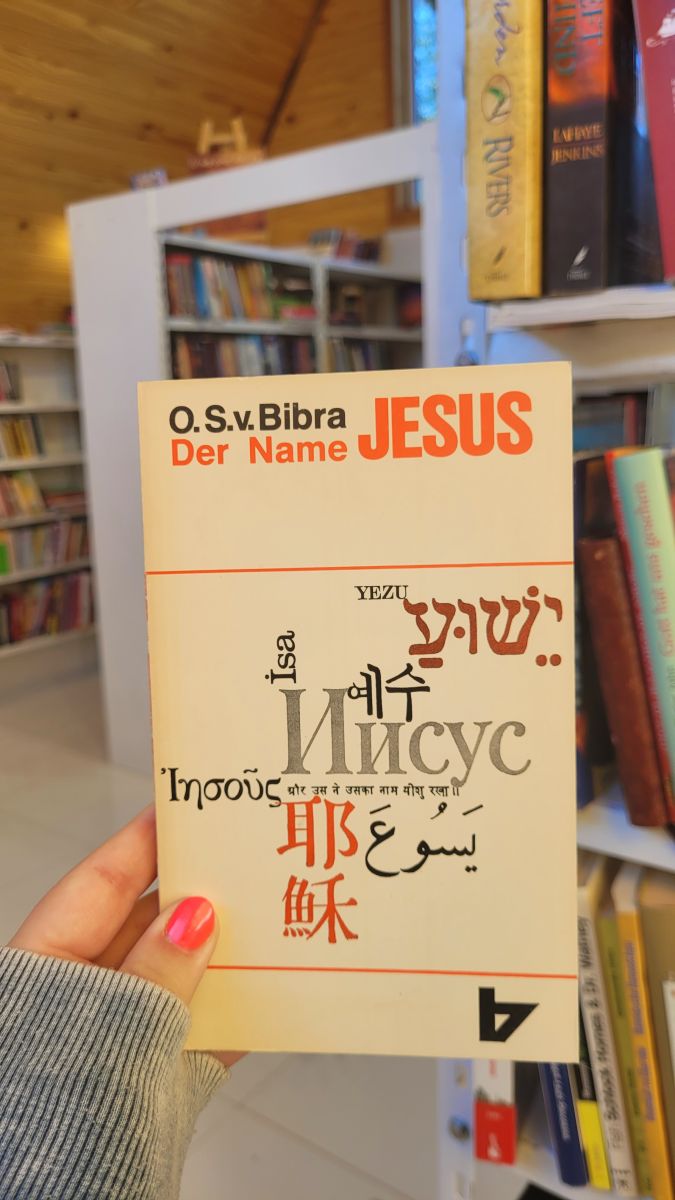 O.S.v.Bibra
Der Name JESUS
YEZU
יֵשׁוּעַ
İsa
예수
Иисус
Ἰησοῦς
और उस ने उसका नाम यीशु रखा॥
耶穌
يَسُوعَ
RIVERS
LAHAYE
JENKINS